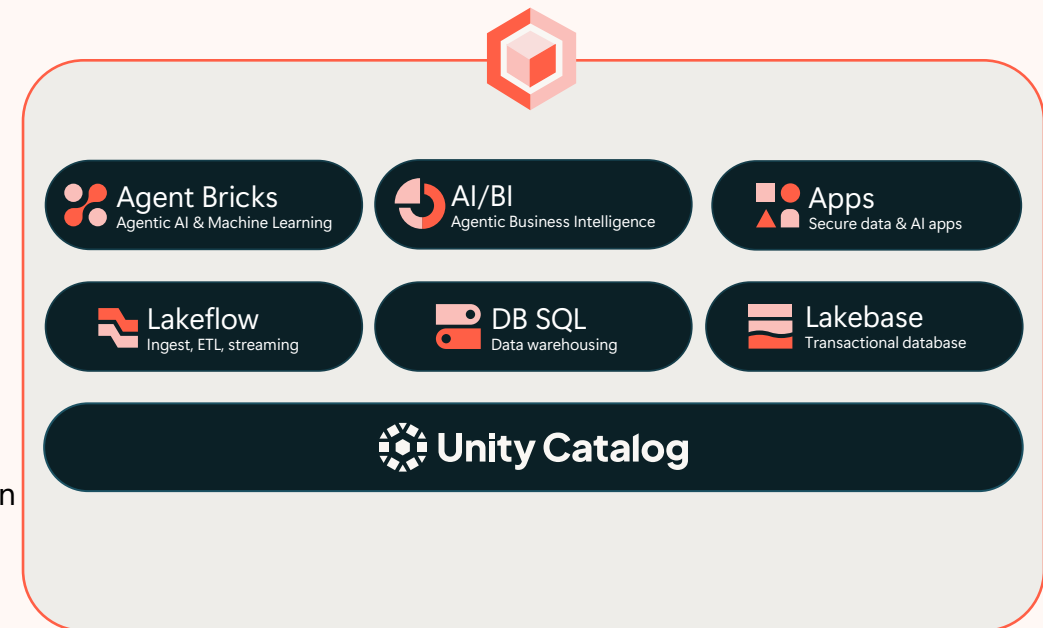 Agent Bricks
Agentic AI & Machine Learning
AI/BI
Agentic Business Intelligence
Apps
Secure data & AI apps
Lakeflow
Ingest, ETL, streaming
DB SQL
Data warehousing
Lakebase
Transactional database
Unity Catalog
n